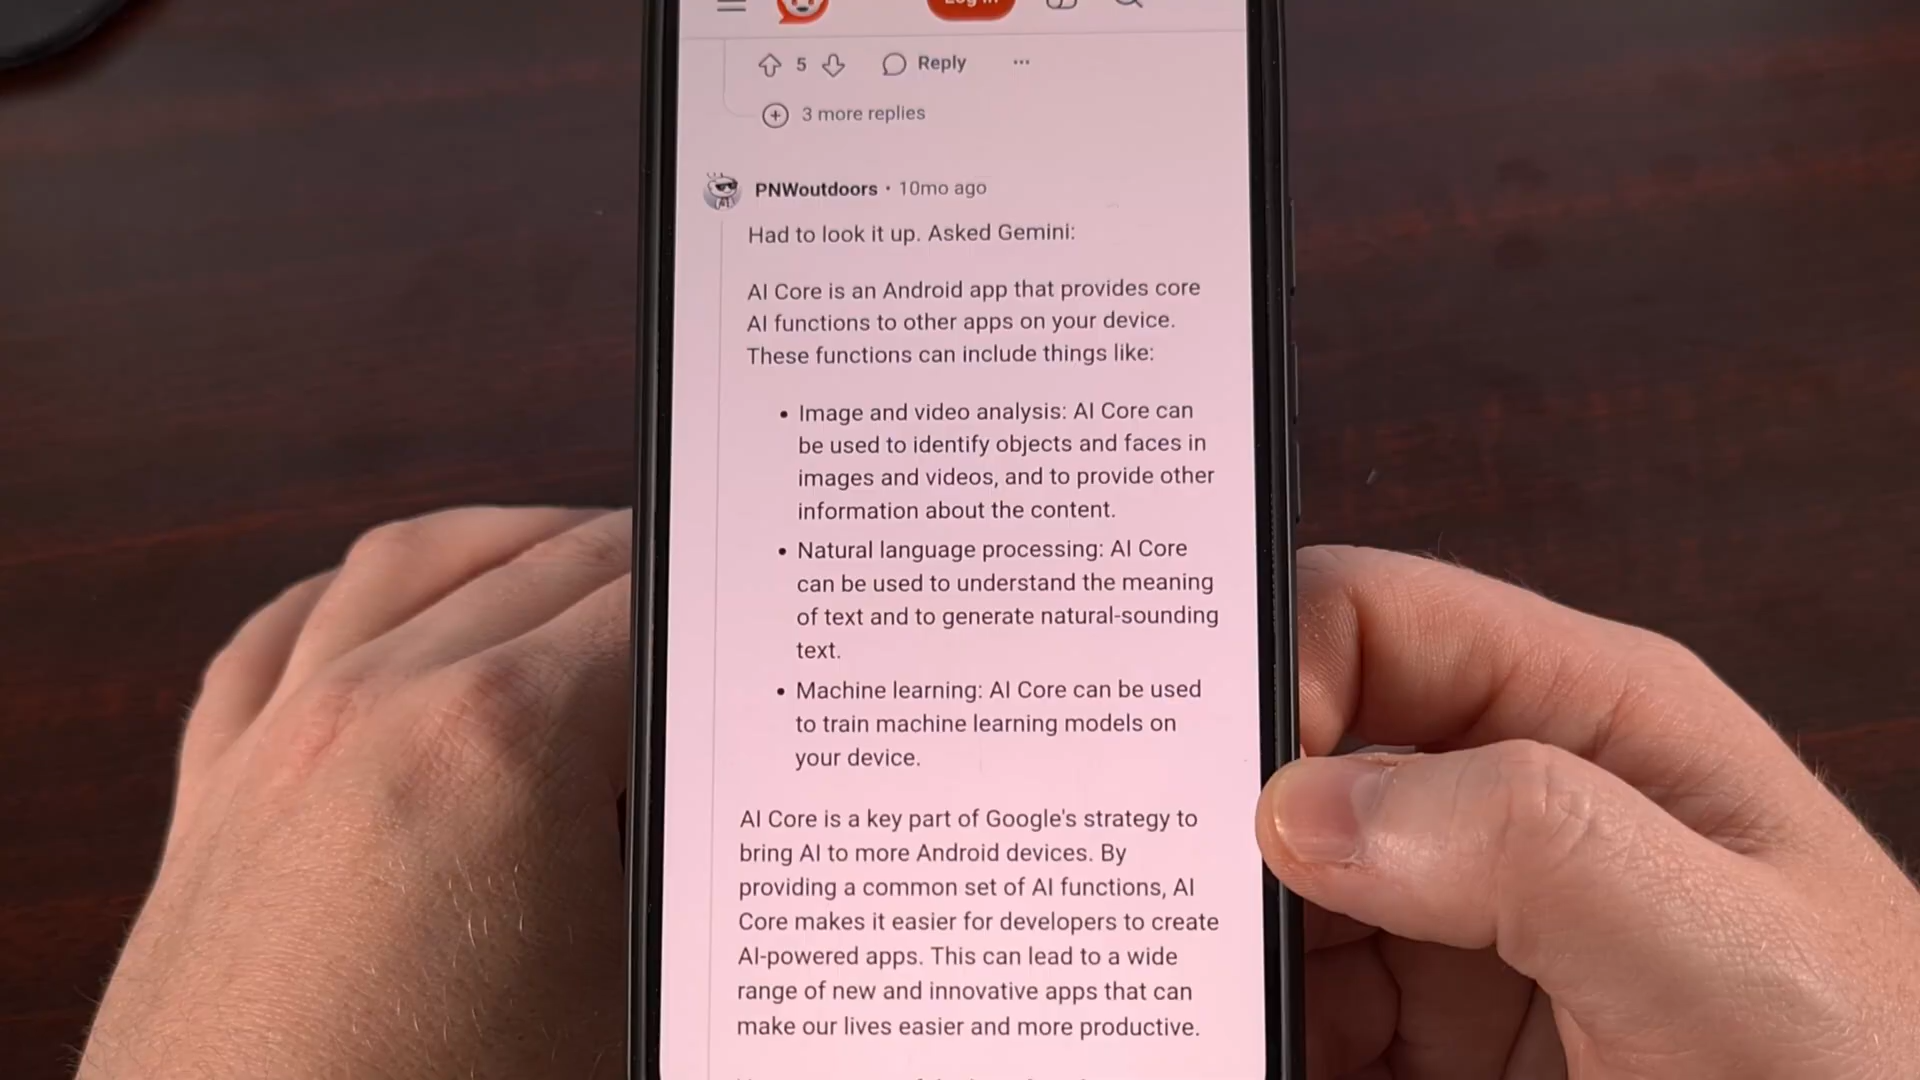 Log In
5
Reply
3 more replies
PNWoutdoors • 10mo ago
Had to look it up. Asked Gemini:
AI Core is an Android app that provides core
AI functions to other apps on your device.
These functions can include things like:
• Image and video analysis: AI Core can
be used to identify objects and faces in
images and videos, and to provide other
information about the content.
• Natural language processing: AI Core
can be used to understand the meaning
of text and to generate natural-sounding
text.
• Machine learning: AI Core can be used
to train machine learning models on
your device.
AI Core is a key part of Google's strategy to
bring AI to more Android devices. By
providing a common set of AI functions, AI
Core makes it easier for developers to create
AI-powered apps. This can lead to a wide
range of new and innovative apps that can
make our lives easier and more productive.